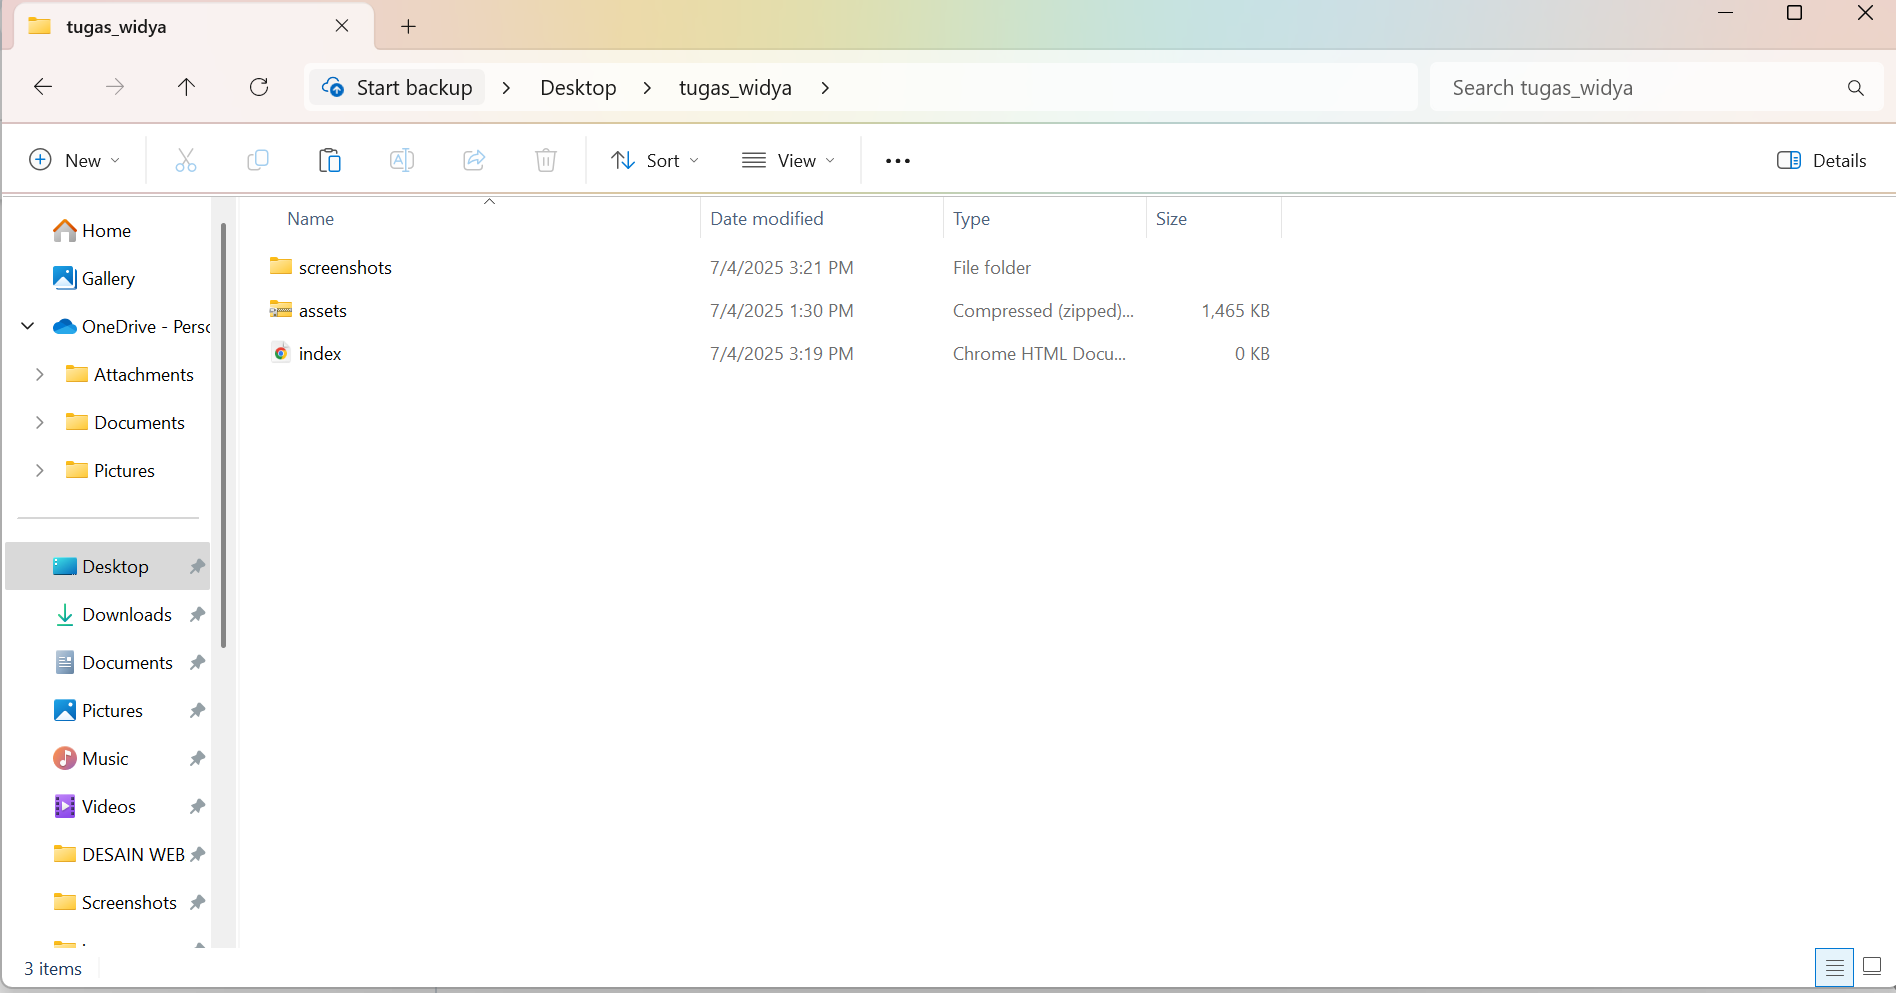 tugas_widya
Start backup > Desktop > tugas_widya >
Search tugas_widya
New
Sort
View
Details
Name Date modified Type Size
screenshots 7/4/2025 3:21 PM File folder
assets 7/4/2025 1:30 PM Compressed (zipped)... 1,465 KB
index 7/4/2025 3:19 PM Chrome HTML Docu... 0 KB
Home
Gallery
OneDrive - Perso
Attachments
Documents
Pictures
Desktop
Downloads
Documents
Pictures
Music
Videos
DESAIN WEB
Screenshots
3 items